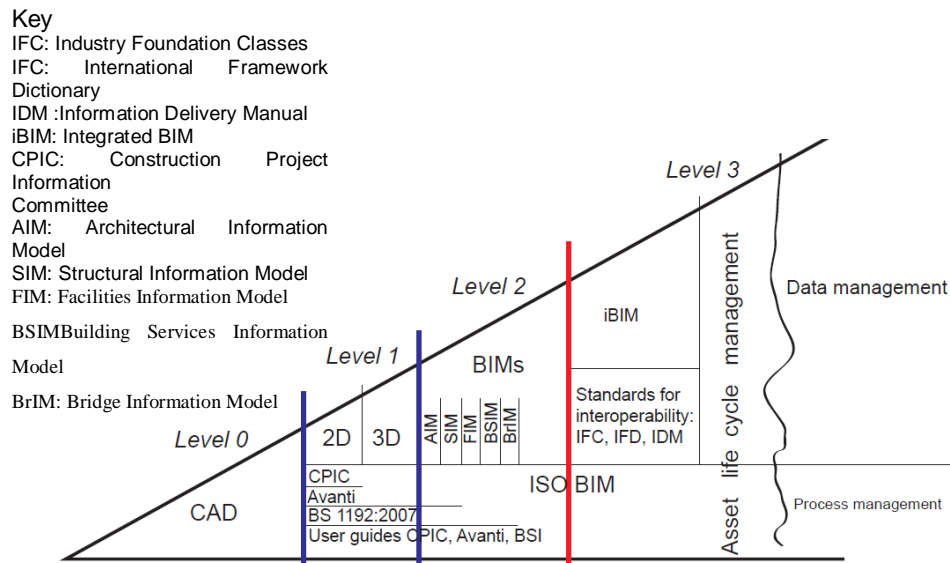 Key
IFC: Industry Foundation Classes
IFC: International Framework
Dictionary
IDM :Information Delivery Manual
iBIM: Integrated BIM
CPIC: Construction Project
Information
Committee
AIM: Architectural Information
Model
SIM: Structural Information Model
FIM: Facilities Information Model
BSIMBuilding Services Information
Model
BrIM: Bridge Information Model
Level 0
Level 1
Level 2
Level 3
CAD
2D
3D
BIMs
AIM
SIM
FIM
BSIM
BrIM
iBIM
Standards for
interoperability:
IFC, IFD, IDM
CPIC
Avanti
BS 1192:2007
User guides CPIC, Avanti, BSI
ISO BIM
Asset life cycle management
Data management
Process management